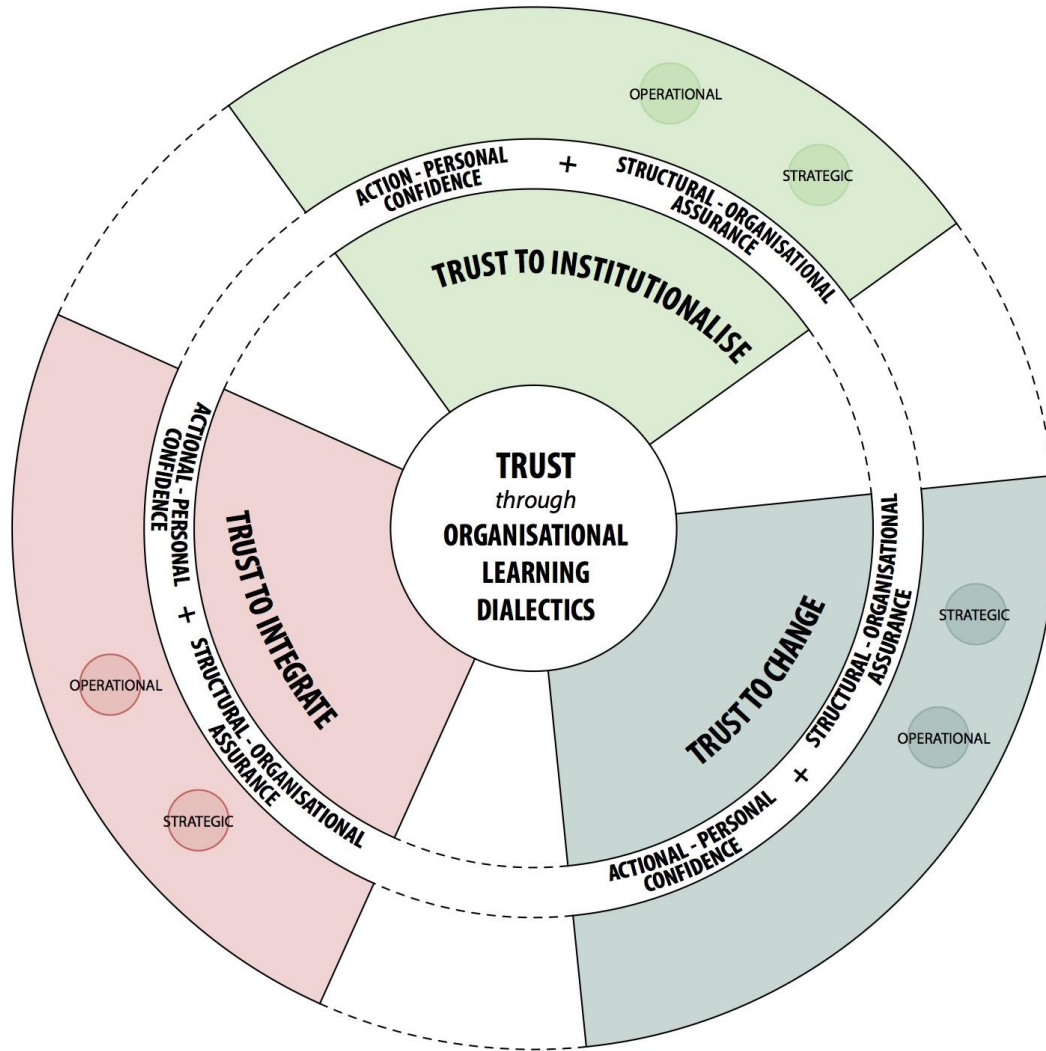 OPERATIONAL
STRATEGIC
ACTION - PERSONAL
CONFIDENCE
+
STRUCTURAL - ORGANISATIONAL
ASSURANCE
TRUST TO INSTITUTIONALISE
TRUST
through
ORGANISATIONAL
LEARNING
DIALECTICS
STRATEGIC
OPERATIONAL
STRUCTURAL - ORGANISATIONAL
ASSURANCE
+
ACTIONAL - PERSONAL
CONFIDENCE
TRUST TO CHANGE
ACTIONAL - PERSONAL
CONFIDENCE
+
STRUCTURAL - ORGANISATIONAL
ASSURANCE
TRUST TO INTEGRATE
OPERATIONAL
STRATEGIC